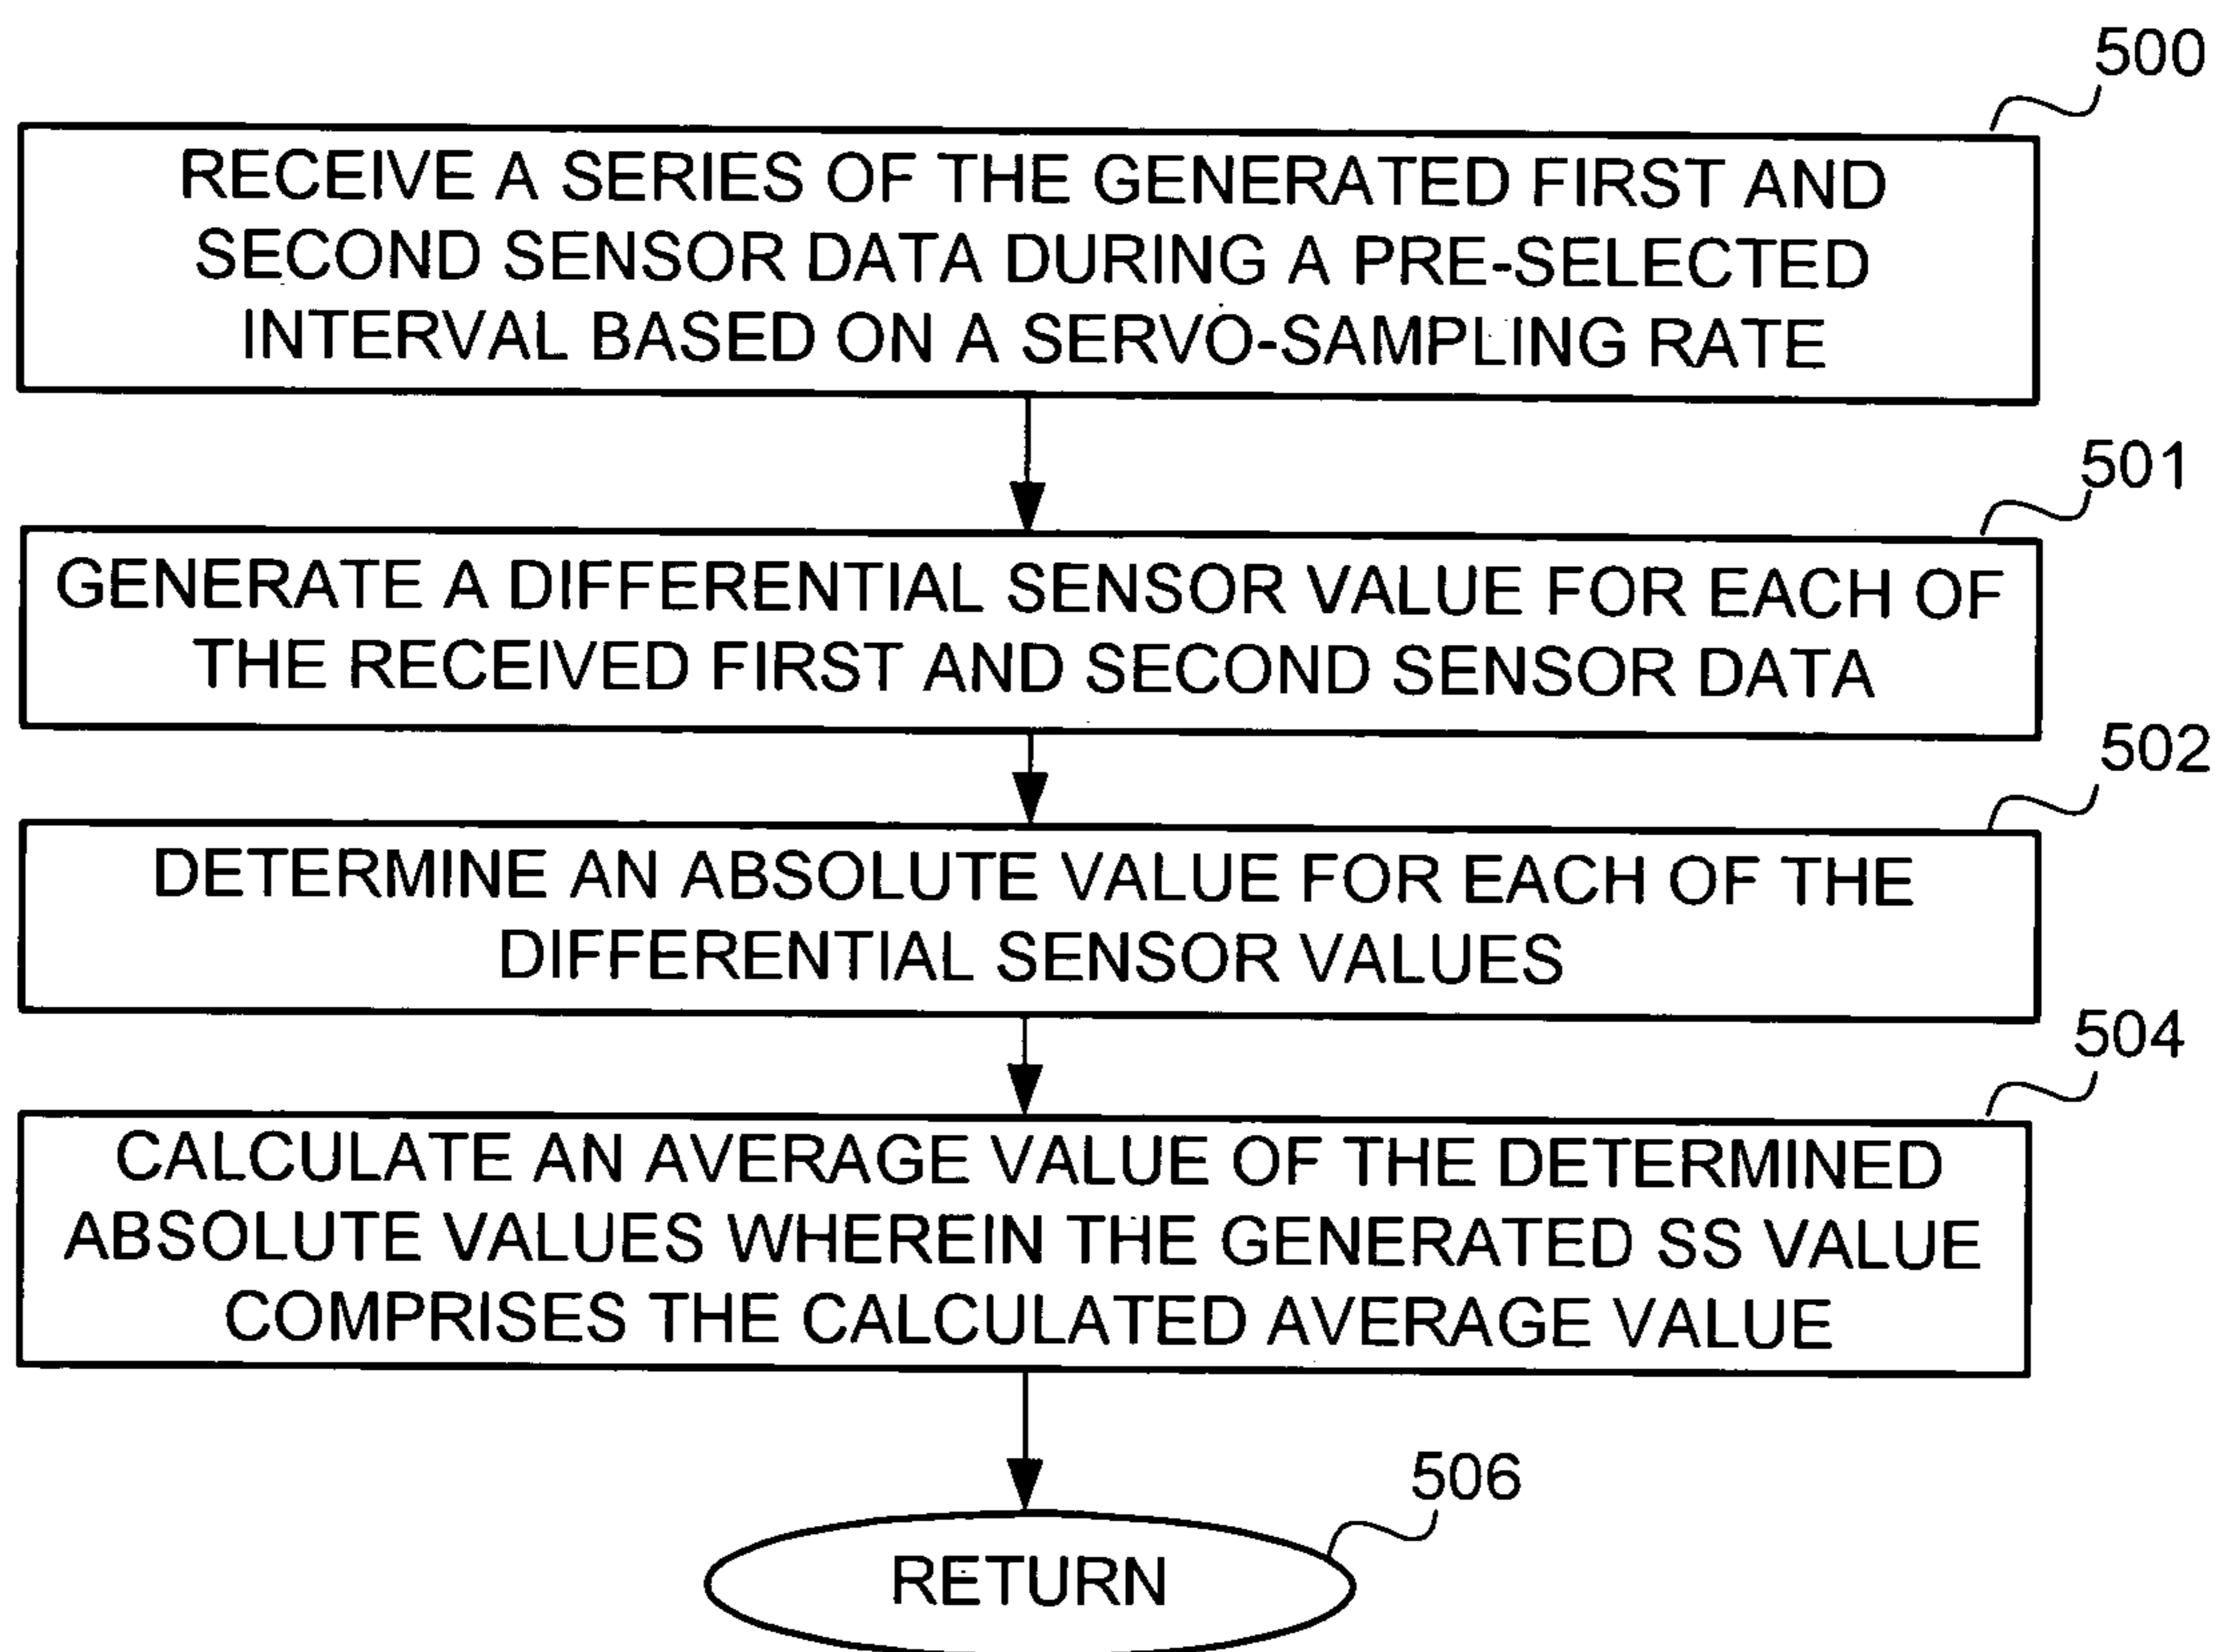 500
RECEIVE A SERIES OF THE GENERATED FIRST AND
SECOND SENSOR DATA DURING A PRE-SELECTED
INTERVAL BASED ON A SERVO-SAMPLING RATE
501
GENERATE A DIFFERENTIAL SENSOR VALUE FOR EACH OF
THE RECEIVED FIRST AND SECOND SENSOR DATA
502
DETERMINE AN ABSOLUTE VALUE FOR EACH OF THE
DIFFERENTIAL SENSOR VALUES
504
CALCULATE AN AVERAGE VALUE OF THE DETERMINED
ABSOLUTE VALUES WHEREIN THE GENERATED SS VALUE
COMPRISES THE CALCULATED AVERAGE VALUE
506
RETURN